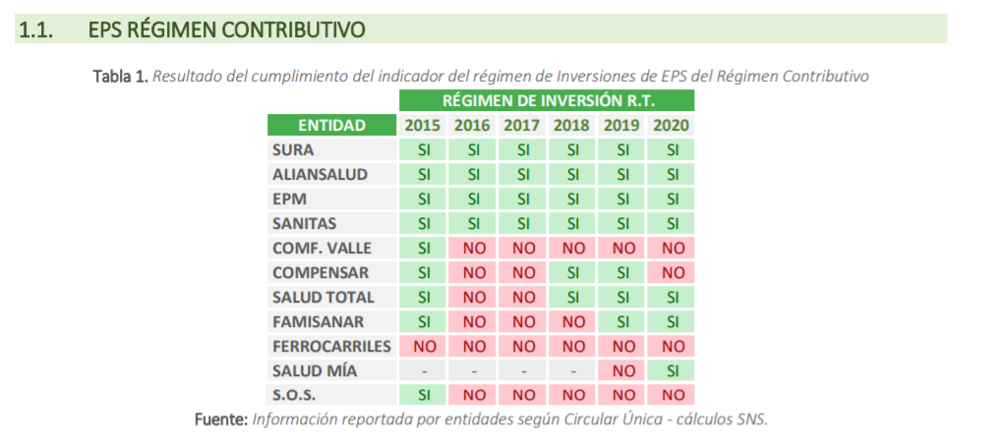 1.1. EPS RÉGIMEN CONTRIBUTIVO
Tabla 1. Resultado del cumplimiento del indicador del régimen de Inversiones de EPS del Régimen Contributivo
RÉGIMEN DE INVERSIÓN R.T.
ENTIDAD 2015 2016 2017 2018 2019 2020
SURA SI SI SI SI SI SI
ALIANSALUD SI SI SI SI SI SI
EPM SI SI SI SI SI SI
SANITAS SI SI SI SI SI SI
COMF. VALLE SI NO NO NO NO NO
COMPENSAR SI NO NO SI SI NO
SALUD TOTAL SI NO NO SI SI SI
FAMISANAR SI NO NO NO SI SI
FERROCARRILES NO NO NO NO NO NO
SALUD MÍA - - - - NO SI
S.O.S. SI NO NO NO NO NO
Fuente: Información reportada por entidades según Circular Única - cálculos SNS.